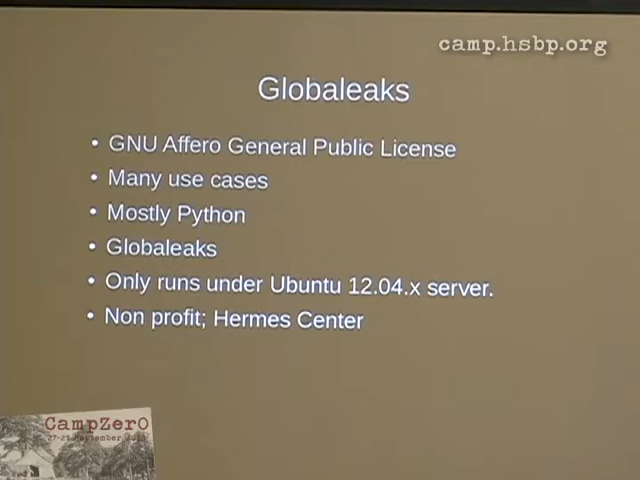 camp.hsbp.org
Globaleaks
• GNU Affero General Public License
• Many use cases
• Mostly Python
• Globaleaks
• Only runs under Ubuntu 12.04.x server.
• Non profit; Hermes Center
CampZer0
September